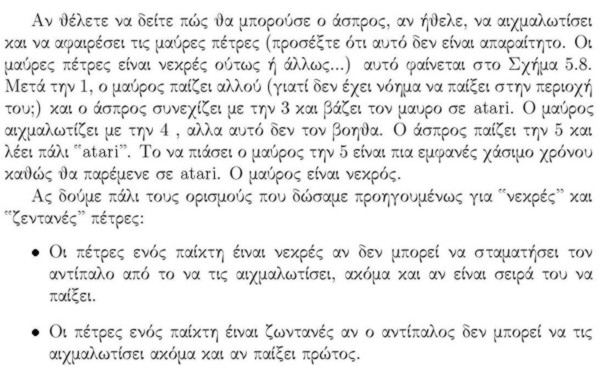 Αν θέλετε να δείτε πώς θα μπορούσε ο άσπρος, αν ήθελε, να αιχμαλωτίσει
και να αφαιρέσει τις μαύρες πέτρες (προσέξτε ότι αυτό δεν είναι απαραίτητο. Οι
μαύρες πέτρες είναι νεκρές ούτως ή άλλως...) αυτό φαίνεται στο Σχήμα 5.8.
Μετά την 1, ο μαύρος παίζει αλλού (γιατί δεν έχει νόημα να παίξει στην περιοχή
του;) και ο άσπρος συνεχίζει με την 3 και βάζει τον μαυρο σε atari. Ο μαύρος
αιχμαλωτίζει με την 4 , αλλα αυτό δεν τον βοηθα. Ο άσπρος παίζει την 5 και
λέει πάλι "atari". Το να πιάσει ο μαύρος την 5 είναι πια εμφανές χάσιμο χρόνου
καθώς θα παρέμενε σε atari. Ο μαύρος είναι νεκρός.
Ας δούμε πάλι τους ορισμούς που δώσαμε προηγουμένως για "νεκρές" και
"ζεντανές" πέτρες:
• Οι πέτρες ενός παίκτη έιναι νεκρές αν δεν μπορεί να σταματήσει τον
αντίπαλο από το να τις αιχμαλωτίσει, ακόμα και αν είναι σειρά του να
παίξει.
• Οι πέτρες ενός παίκτη έιναι ζωντανές αν ο αντίπαλος δεν μπορεί να τις
αιχμαλωτίσει ακόμα και αν παίξει πρώτος.